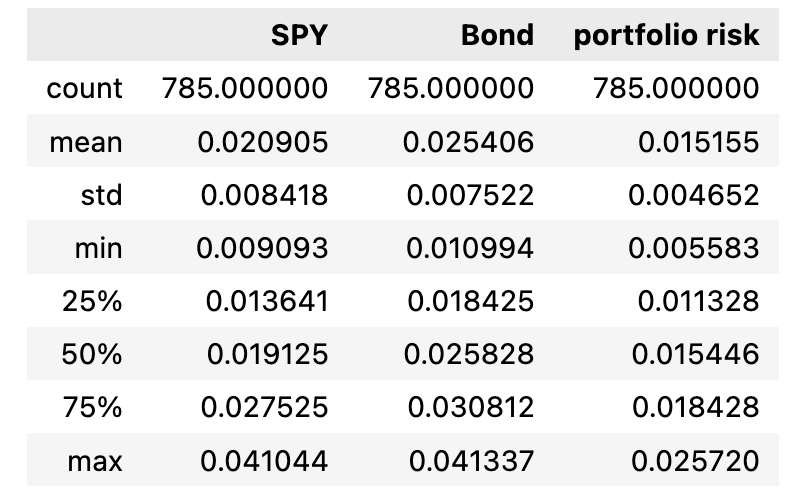 SPY Bond portfolio risk
count 785.000000 785.000000 785.000000
mean 0.020905 0.025406 0.015155
std 0.008418 0.007522 0.004652
min 0.009093 0.010994 0.005583
25% 0.013641 0.018425 0.011328
50% 0.019125 0.025828 0.015446
75% 0.027525 0.030812 0.018428
max 0.041044 0.041337 0.025720